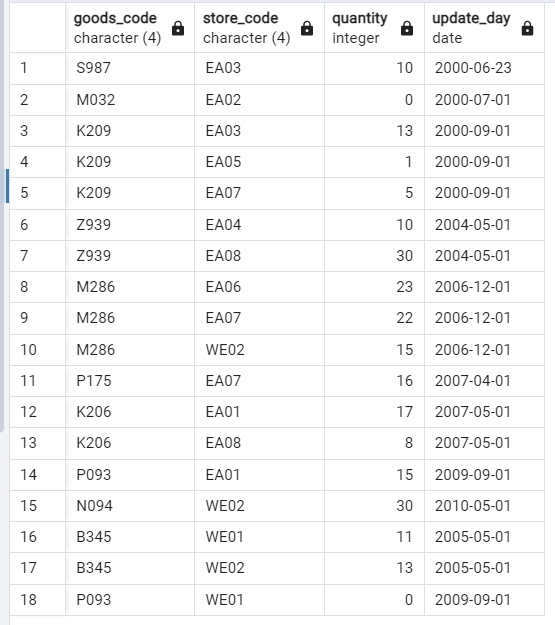 goods_code store_code quantity update_day
character (4) character (4) integer date
1 S987 EA03 10 2000-06-23
2 M032 EA02 0 2000-07-01
3 K209 EA03 13 2000-09-01
4 K209 EA05 1 2000-09-01
5 K209 EA07 5 2000-09-01
6 Z939 EA04 10 2004-05-01
7 Z939 EA08 30 2004-05-01
8 M286 EA06 23 2006-12-01
9 M286 EA07 22 2006-12-01
10 M286 WE02 15 2006-12-01
11 P175 EA07 16 2007-04-01
12 K206 EA01 17 2007-05-01
13 K206 EA08 8 2007-05-01
14 P093 EA01 15 2009-09-01
15 N094 WE02 30 2010-05-01
16 B345 WE01 11 2005-05-01
17 B345 WE02 13 2005-05-01
18 P093 WE01 0 2009-09-01